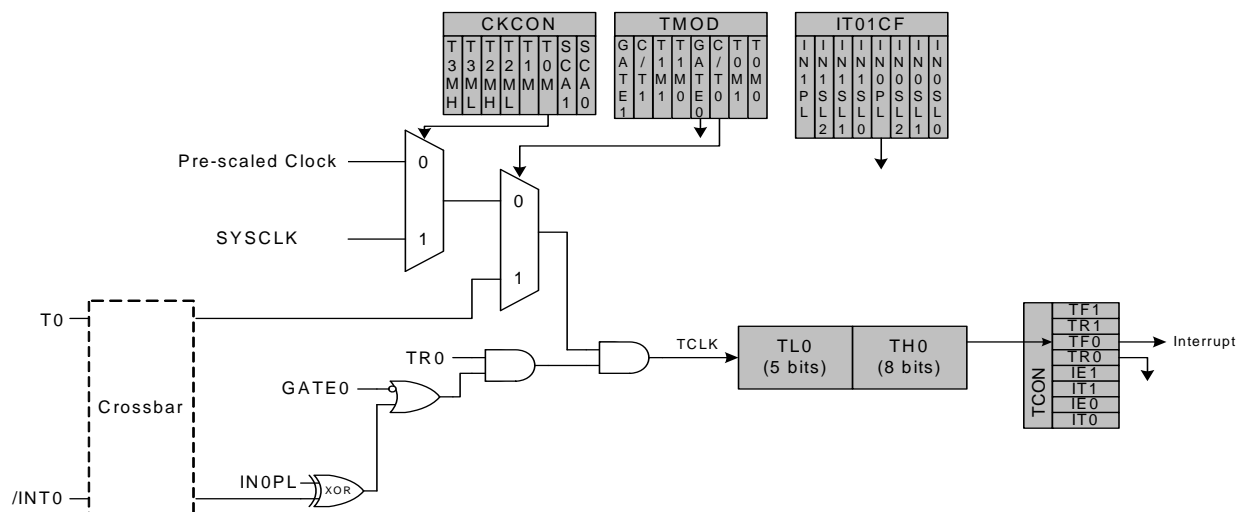 CKCON
TMOD
IT01CF
T3MH
T3ML
T2MH
T2ML
T1M
T0M
SCA1
SCA0
GATE1
C/T1
T1M1
T1M0
GATE0
C/T0
T0M1
T0M0
IN1PL
IN1SL2
IN1SL1
IN1SL0
IN0PL
IN0SL2
IN0SL1
IN0SL0
Pre-scaled Clock
0
SYSCLK
1
0
1
T0
Crossbar
/INT0
TR0
GATE0
IN0PL
XOR
TCLK
TL0
(5 bits)
TH0
(8 bits)
TCON
TF1
TR1
TF0
TR0
IE1
IT1
IE0
IT0
Interrupt